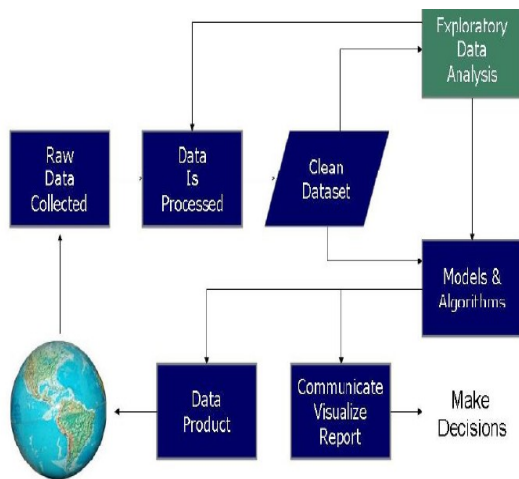 Exploratory
Data
Analysis
Raw
Data
Collected
Data
Is
Processed
Clean
Dataset
Models &
Algorithms
Data
Product
Communicate
Visualize
Report
Make
Decisions